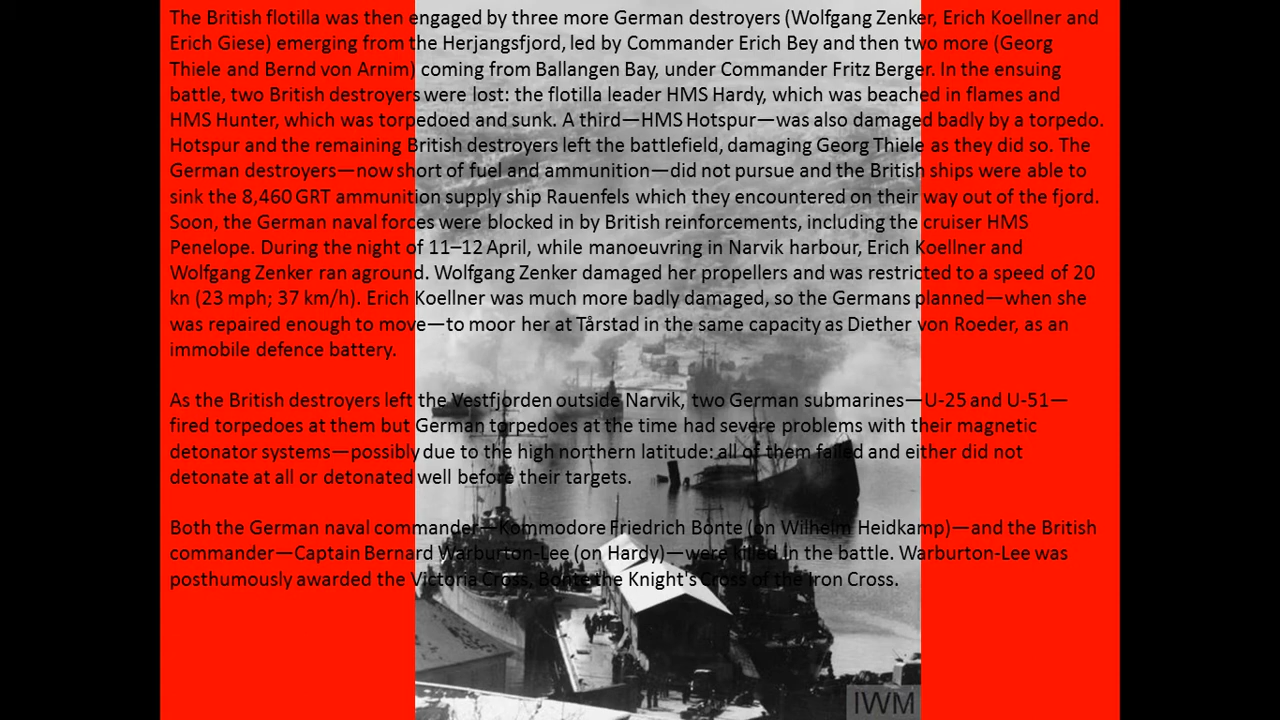 The British flotilla was then engaged by three more German destroyers (Wolfgang Zenker, Erich Koellner and
Erich Giese) emerging from the Herjangsfjord, led by Commander Erich Bey and then two more (Georg
Thiele and Bernd von Arnim) coming from Ballangen Bay, under Commander Fritz Berger. In the ensuing
battle, two British destroyers were lost: the flotilla leader HMS Hardy, which was beached in flames and
HMS Hunter, which was torpedoed and sunk. A third—HMS Hotspur—was also damaged badly by a torpedo.
Hotspur and the remaining British destroyers left the battlefield, damaging Georg Thiele as they did so. The
German destroyers—now short of fuel and ammunition—did not pursue and the British ships were able to
sink the 8,460 GRT ammunition supply ship Rauenfels which they encountered on their way out of the fjord.
Soon, the German naval forces were blocked in by British reinforcements, including the cruiser HMS
Penelope. During the night of 11–12 April, while manoeuvring in Narvik harbour, Erich Koellner and
Wolfgang Zenker ran aground. Wolfgang Zenker damaged her propellers and was restricted to a speed of 20
kn (23 mph; 37 km/h). Erich Koellner was much more badly damaged, so the Germans planned—when she
was repaired enough to move—to moor her at Tårstad in the same capacity as Diether von Roeder, as an
immobile defence battery.
As the British destroyers left the Vestfjorden outside Narvik, two German submarines—U-25 and U-51—
fired torpedoes at them but German torpedoes at the time had severe problems with their magnetic
detonator systems—possibly due to the high northern latitude: all of them failed and either did not
detonate at all or detonated well before their targets.
Both the German naval commander—Kommodore Friedrich Bonte (on Wilhelm Heidkamp)—and the British
commander—Captain Bernard Warburton-Lee (on Hardy)—were killed in the battle. Warburton-Lee was
posthumously awarded the Victoria Cross, Bonte the Knight's Cross of the Iron Cross.
IWM